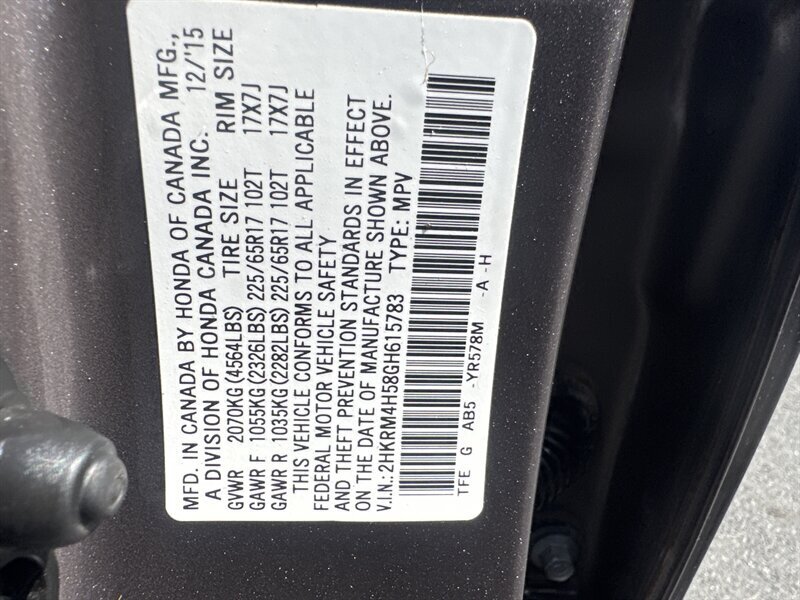 MFD. IN CANADA BY HONDA OF CANADA MFG.,
A DIVISION OF HONDA CANADA INC. 12/'15
GVWR 2070KG(4564LBS) TIRE SIZE RIM SIZE
GAWR F 1055KG(2326LBS) 225/65R17 102T 17X7J
GAWR R 1035KG(2282LBS) 225/65R17 102T 17X7J
THIS VEHICLE CONFORMS TO ALL APPLICABLE
FEDERAL MOTOR VEHICLE SAFETY
AND THEFT PREVENTION STANDARDS IN EFFECT
ON THE DATE OF MANUFACTURE SHOWN ABOVE.
V.I.N.:2HKRM4H58GH615783 TYPE: MPV
TFE G AB5 -YR578M -A -H